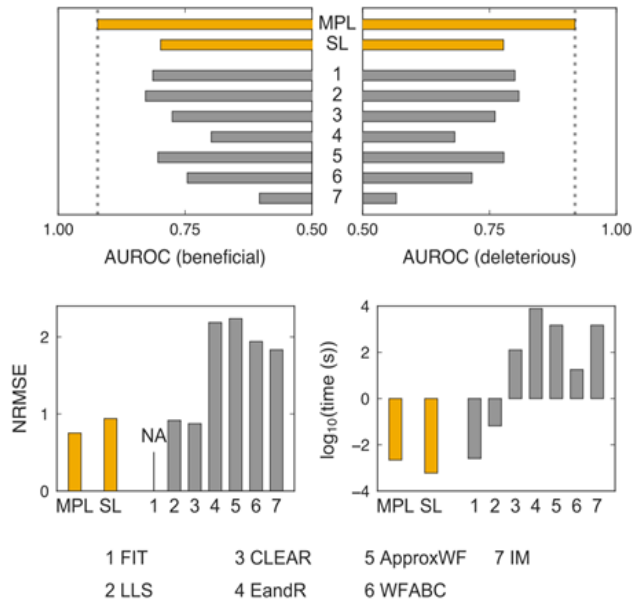 MPL
SL
1
2
3
4
5
6
7
1.00 0.75 0.50 0.50 0.75 1.00
AUROC (beneficial) AUROC (deleterious)
NRMSE
2
1
0
NA
MPL SL 1 2 3 4 5 6 7
log10(time (s))
4
2
0
−2
−4
MPL SL 1 2 3 4 5 6 7
1 FIT 3 CLEAR 5 ApproxWF 7 IM
2 LLS 4 EandR 6 WFABC